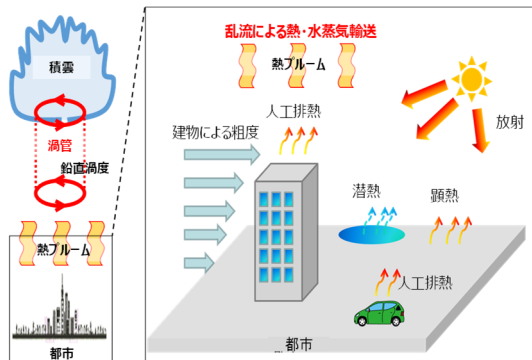 積雲
渦管
鉛直渦度
熱プルーム
都市
乱流による熱・水蒸気輸送
熱プルーム
人工排熱
建物による粗度
放射
潜熱
顕熱
人工排熱
都市